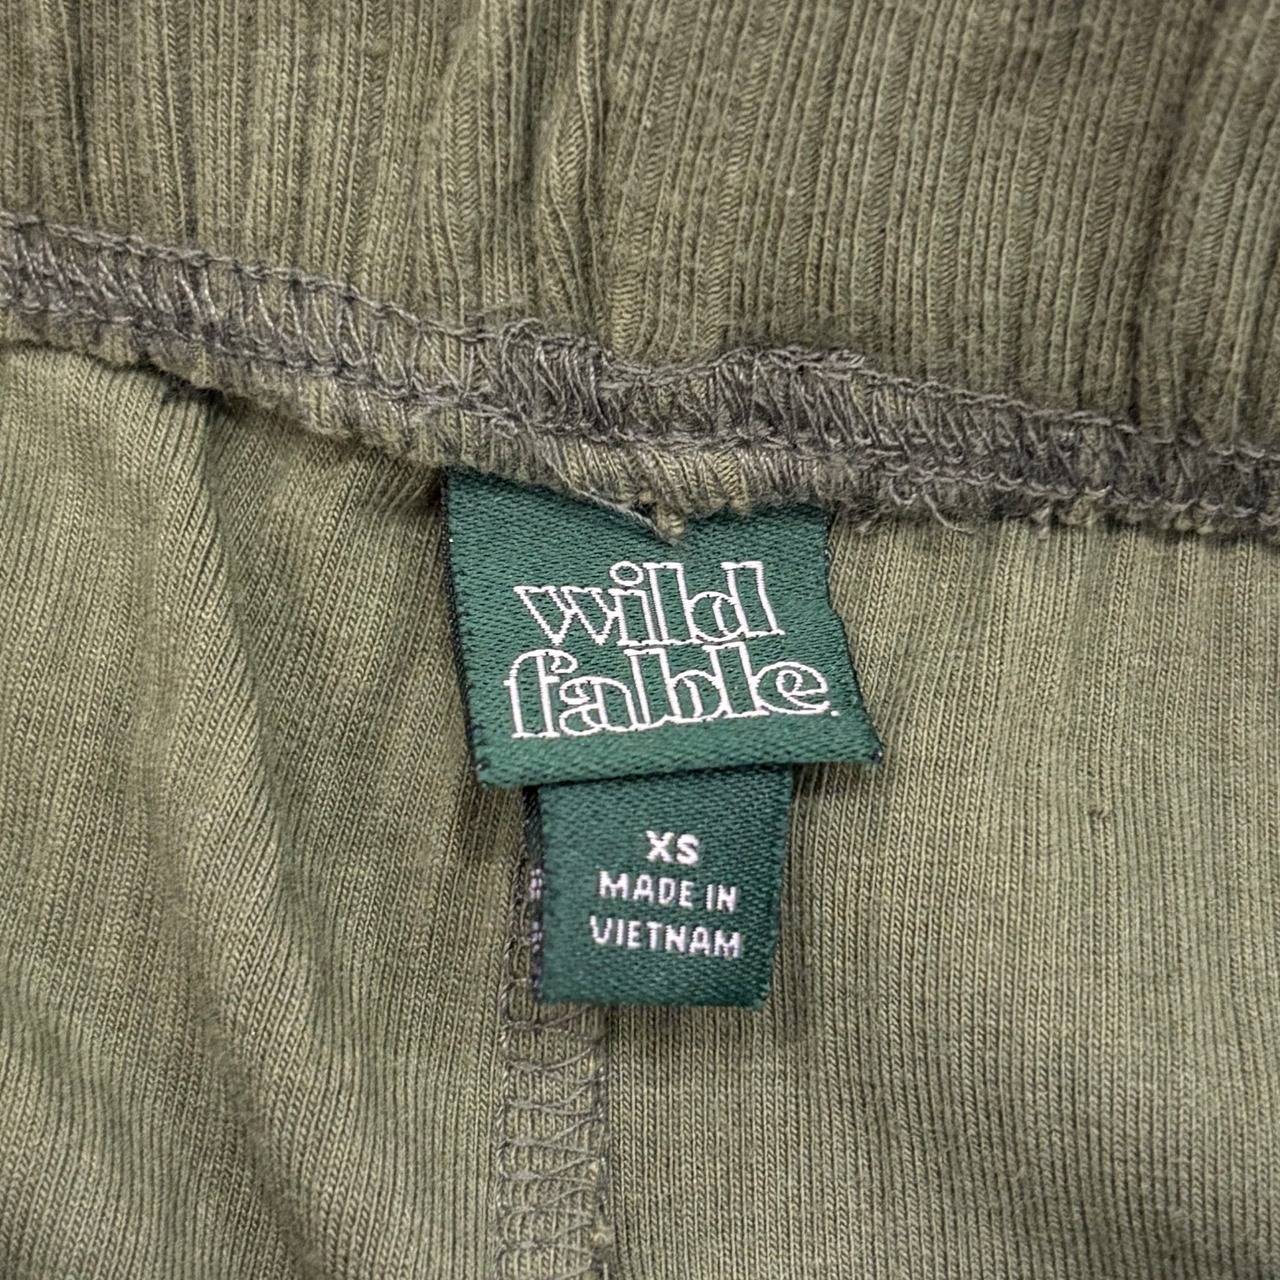 wild
fable.
XS
MADE IN
VIETNAM